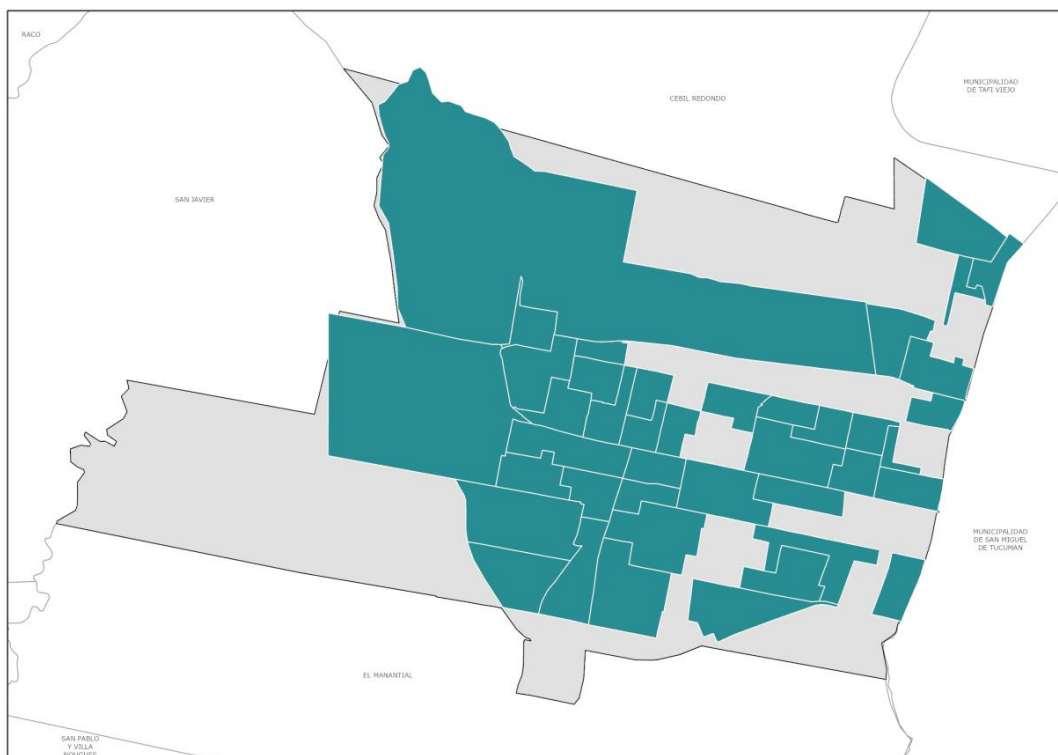 RACO
MUNICIPALIDAD
DE TAFI VIEJO
CEBIL REDONDO
SAN JAVIER
MUNICIPALIDAD
DE SAN MIGUEL
DE TUCUMAN
EL MANANTIAL
SAN PABLO
Y VILLA
NOUGUES